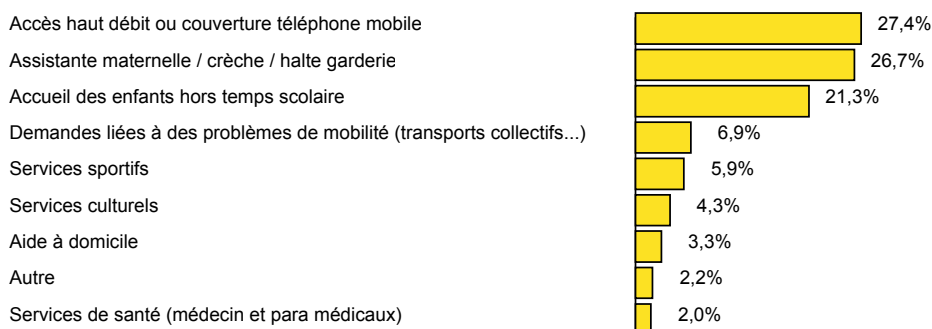 Accès haut débit ou couverture téléphone mobile 27,4%
Assistante maternelle / crèche / halte garderie 26,7%
Accueil des enfants hors temps scolaire 21,3%
Demandes liées à des problèmes de mobilité (transports collectifs...) 6,9%
Services sportifs 5,9%
Services culturels 4,3%
Aide à domicile 3,3%
Autre 2,2%
Services de santé (médecin et para médicaux) 2,0%